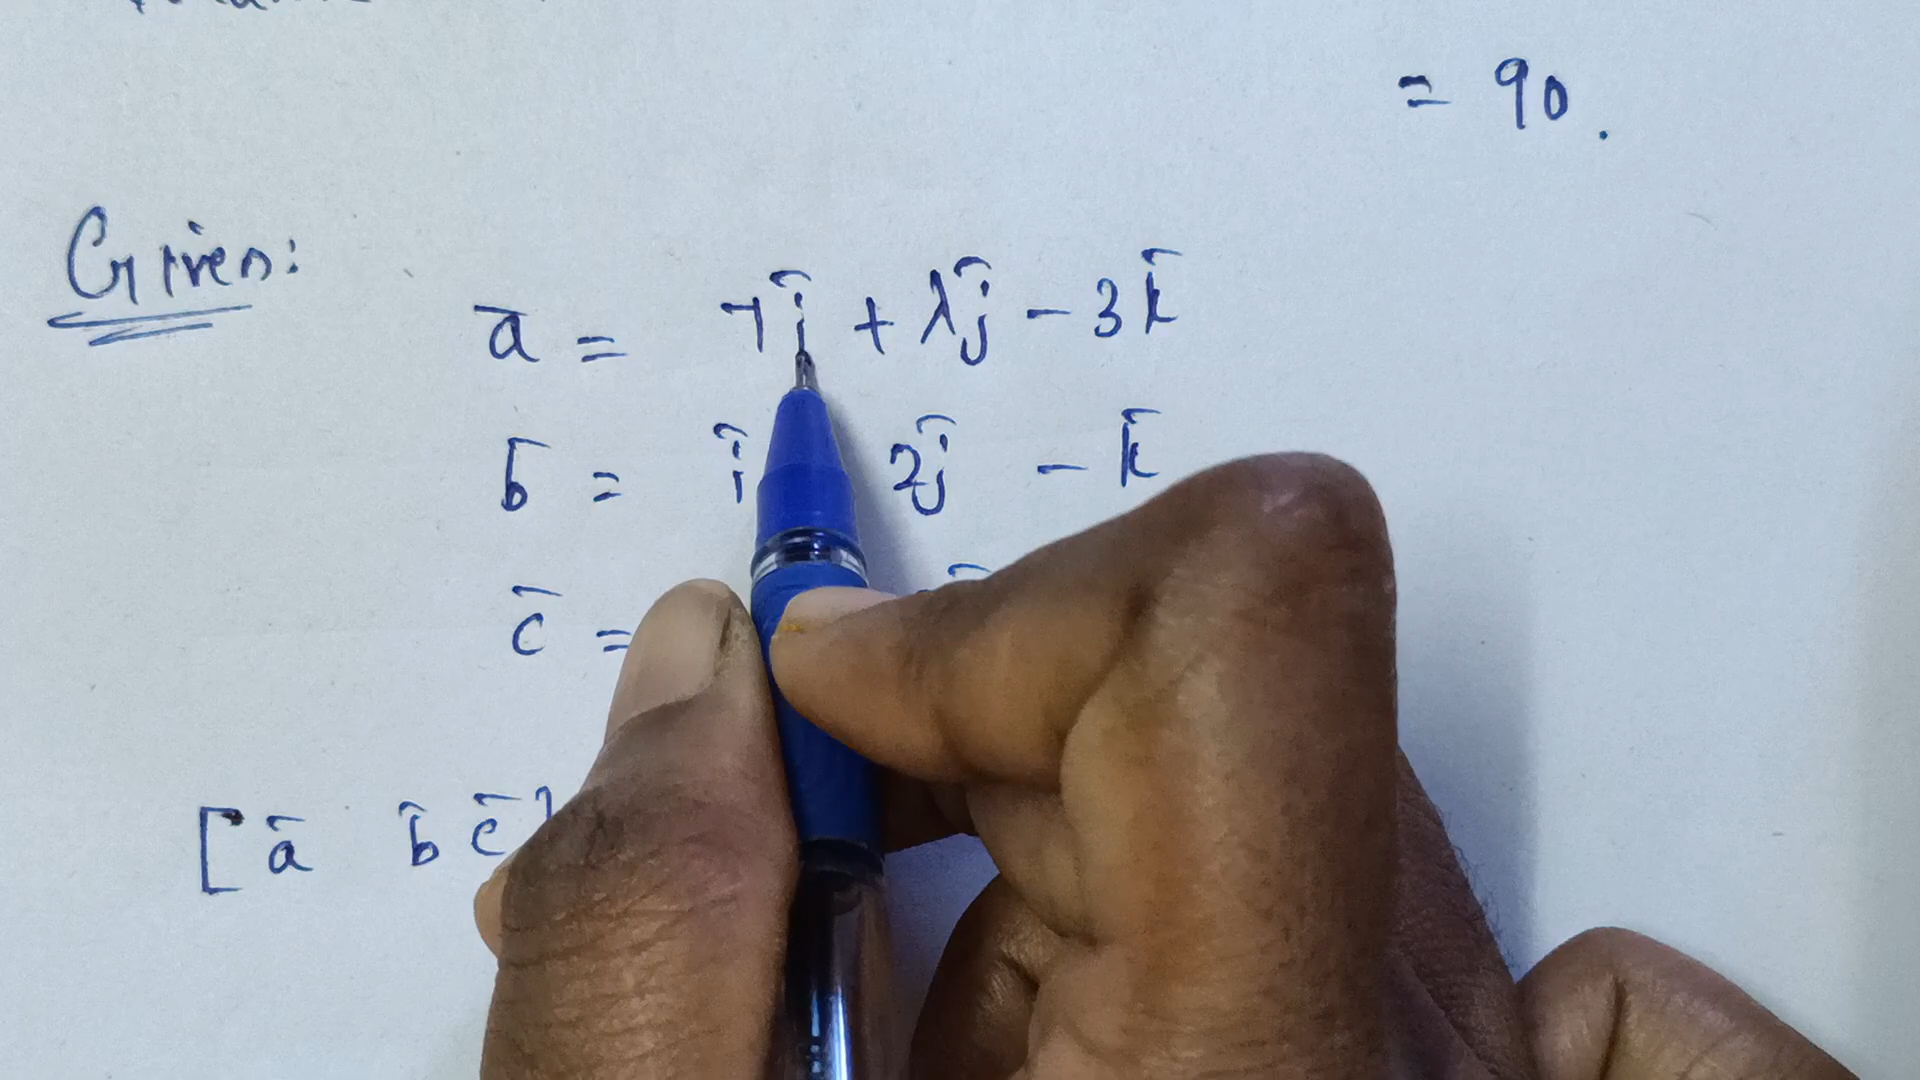 = 90.
Given:
a̅ = 7î + λĵ - 3k̂
b̅ = î 2ĵ - k̂
c̅ =
[a̅ b̅ c̅]